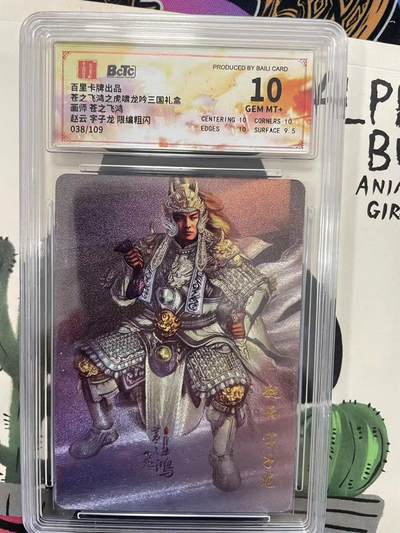 BCTC
PRODUCED BY BAILI CARD
百里卡牌出品
苍之飞鸿之虎啸龙吟三国礼盒
画师 苍之飞鸿
赵云 字子龙 限编粗闪
038/109
10
GEM MT+
CENTERING 10 CORNERS 10
EDGES 10 SURFACE 9.5
赵云 字子龙
ANI
GIR